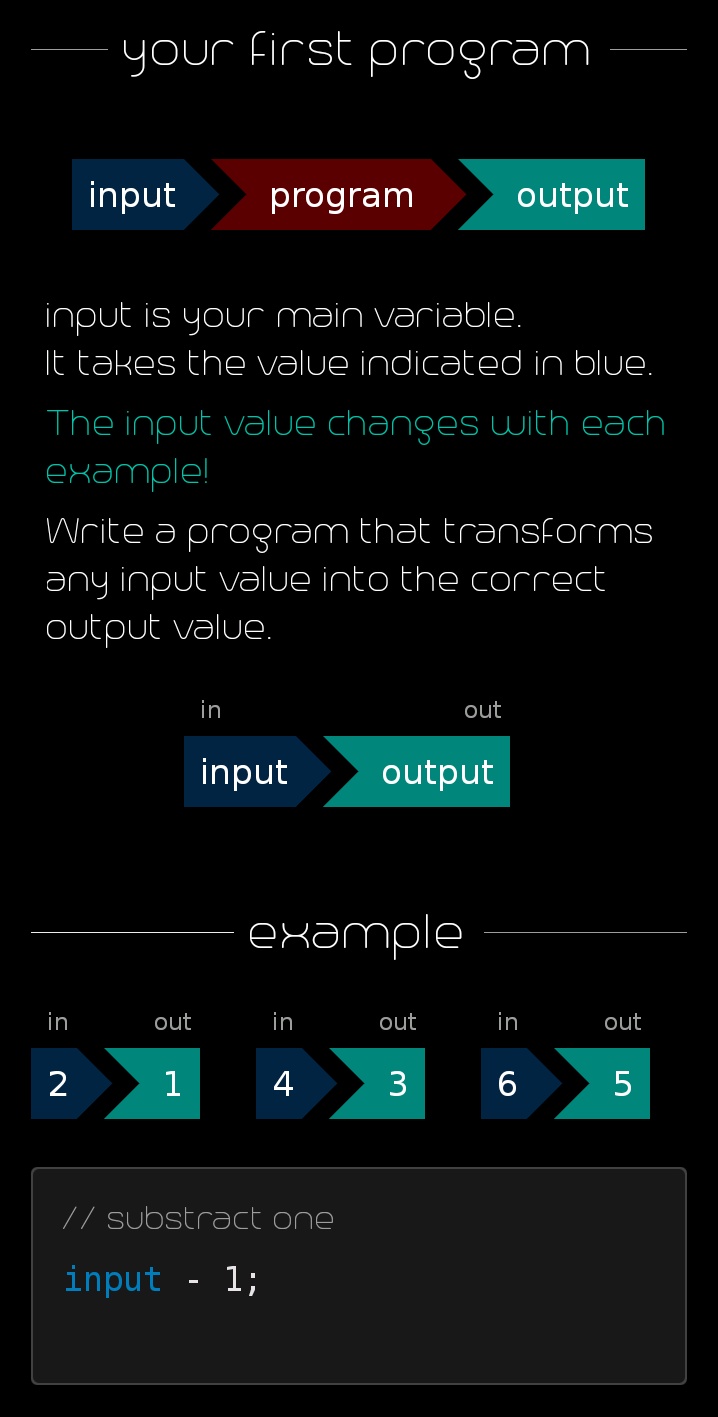 your first program
input program output
input is your main variable.
It takes the value indicated in blue.
The input value changes with each
example!
Write a program that transforms
any input value into the correct
output value.
in out
input output
example
in out in out in out
2 1 4 3 6 5
// substract one
input - 1;